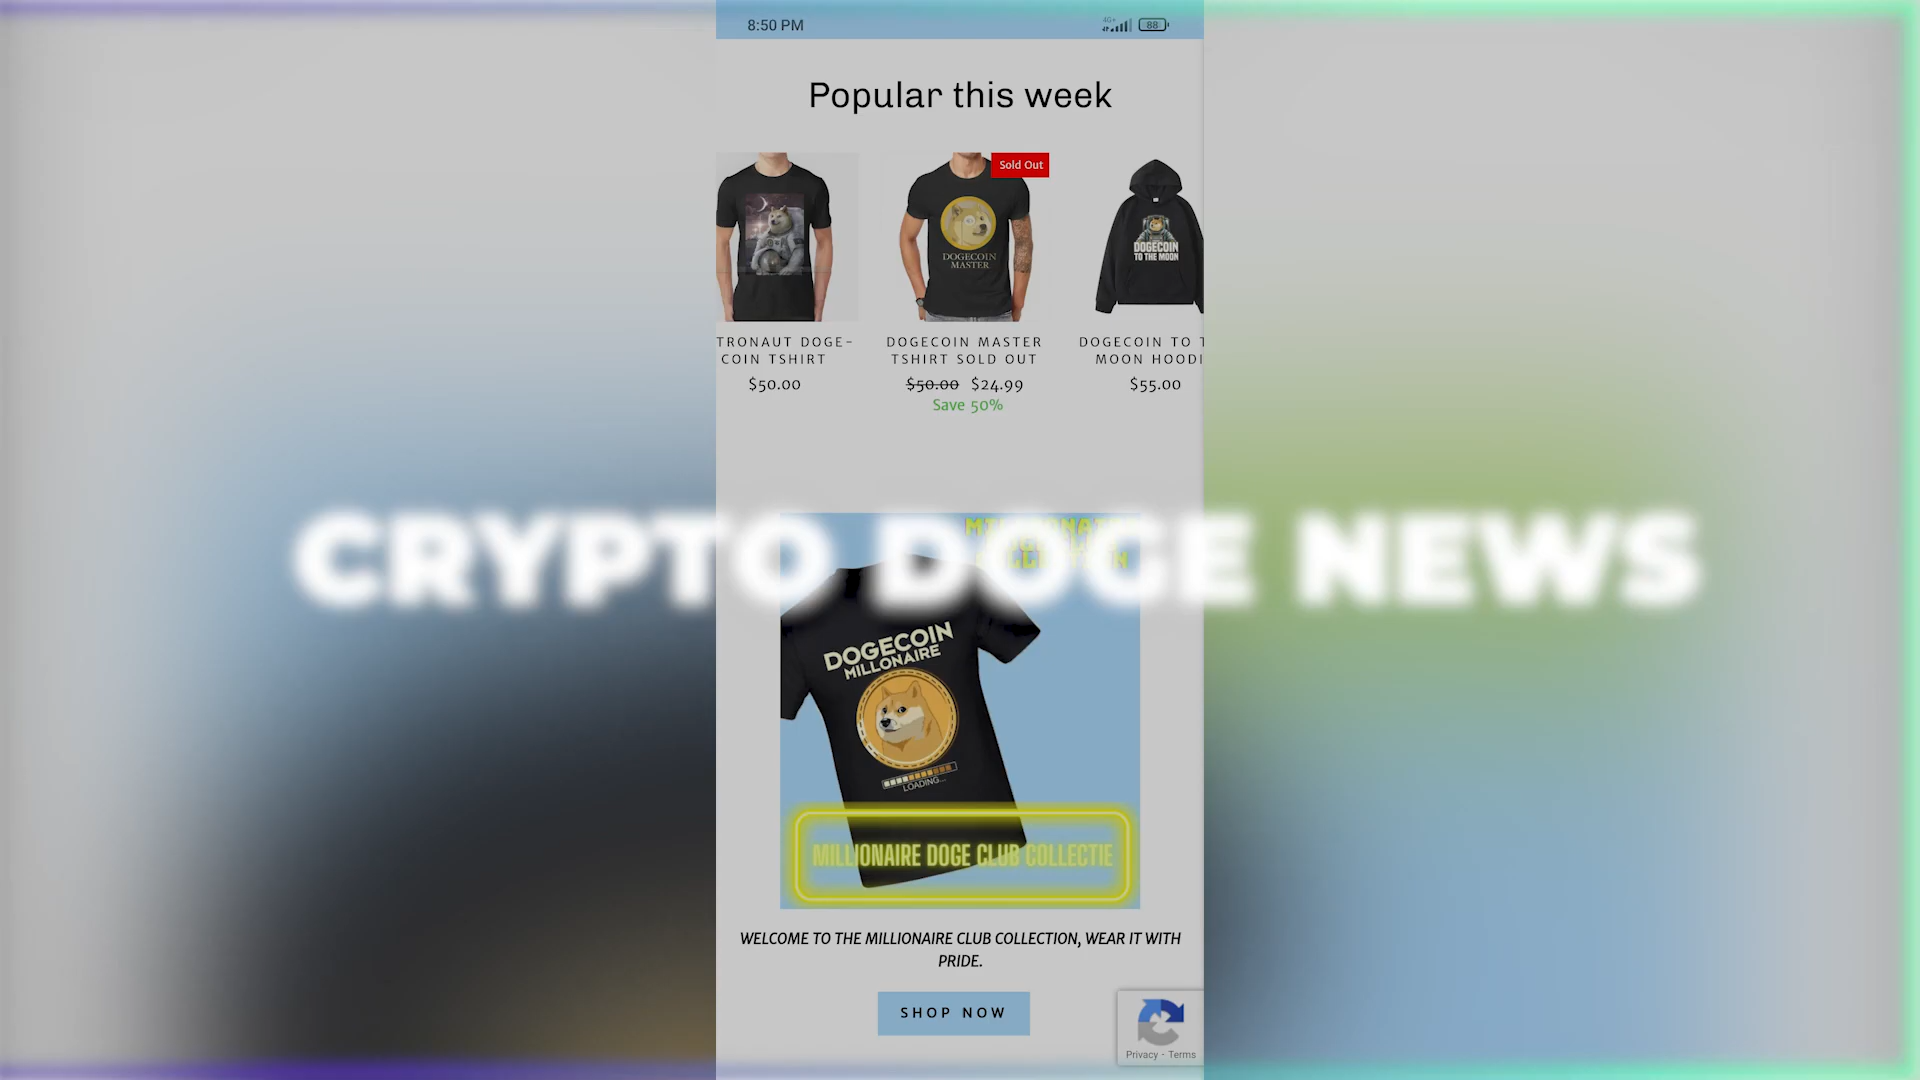 8:50 PM
4G+
88
Popular this week
Sold Out
DOGECOIN
MASTER
DOGECOIN
TO THE MOON
TRONAUT DOGE-
COIN TSHIRT
$50.00
DOGECOIN MASTER
TSHIRT SOLD OUT
$50.00 $24.99
Save 50%
DOGECOIN TO T
MOON HOODI
$55.00
CRYPTO DOGE NEWS
DOGECOIN
MILLONAIRE
LOADING...
MILLIONAIRE DOGE CLUB COLLECTIE
WELCOME TO THE MILLIONAIRE CLUB COLLECTION, WEAR IT WITH
PRIDE.
SHOP NOW
Privacy - Terms